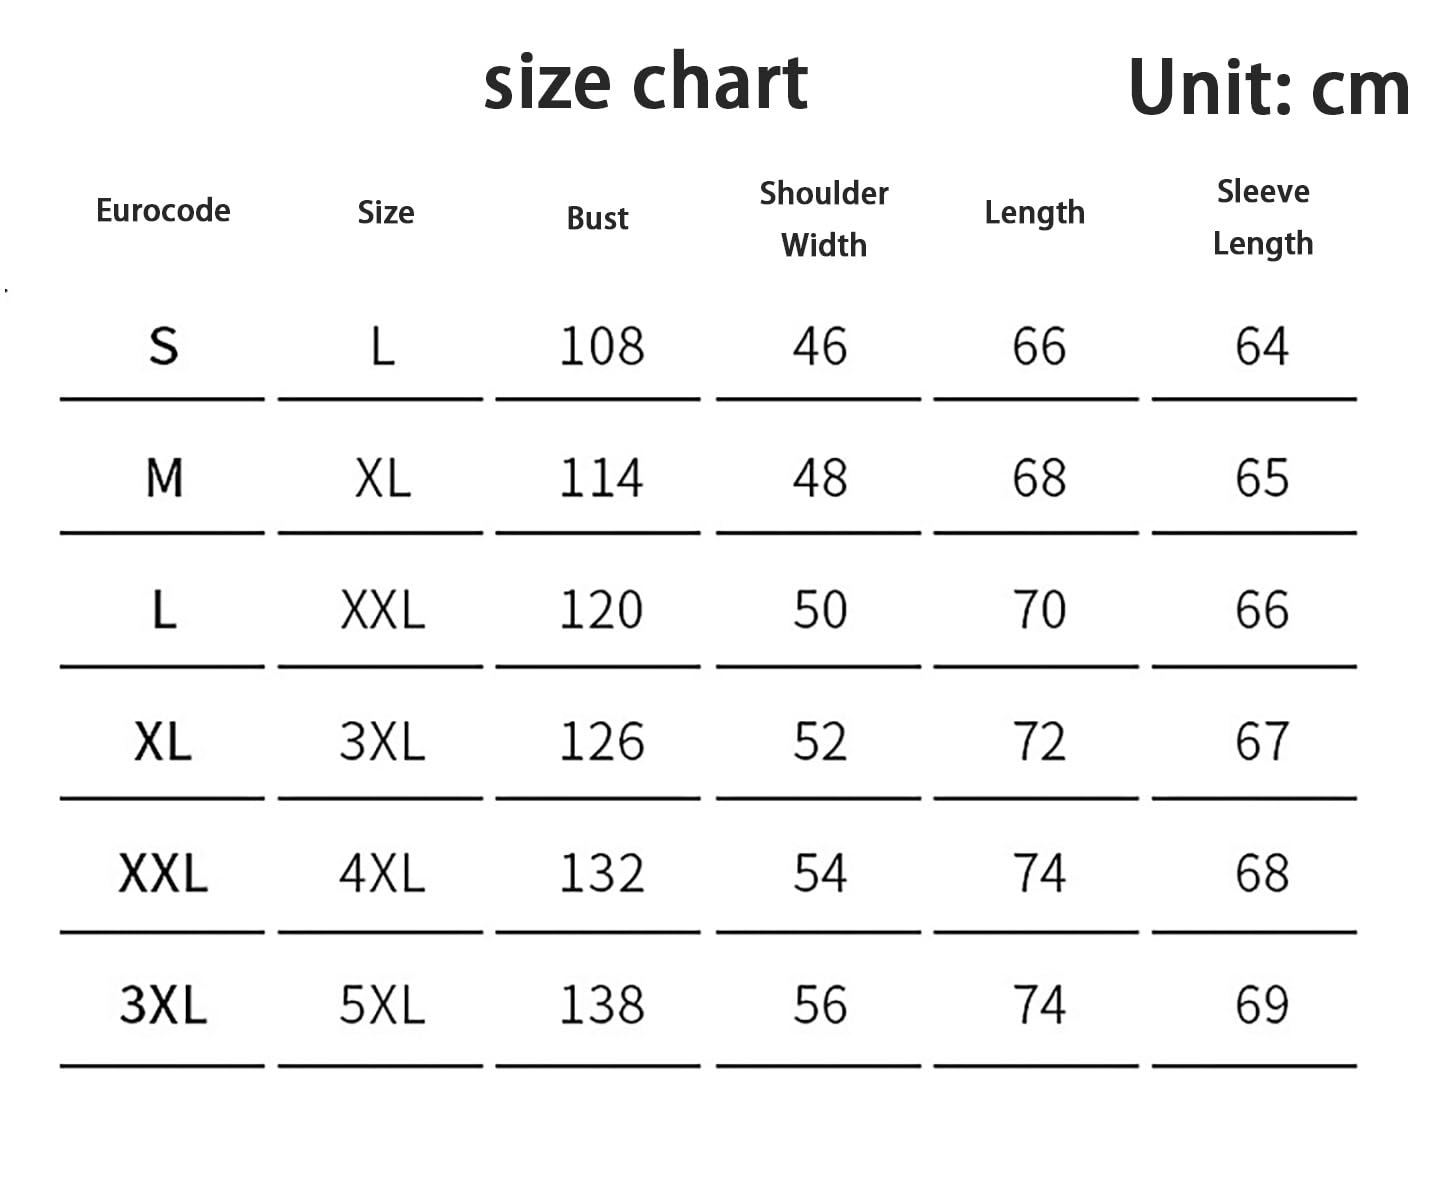 size chart Unit: cm
Eurocode Size Bust Shoulder Width Length Sleeve Length
S L 108 46 66 64
M XL 114 48 68 65
L XXL 120 50 70 66
XL 3XL 126 52 72 67
XXL 4XL 132 54 74 68
3XL 5XL 138 56 74 69